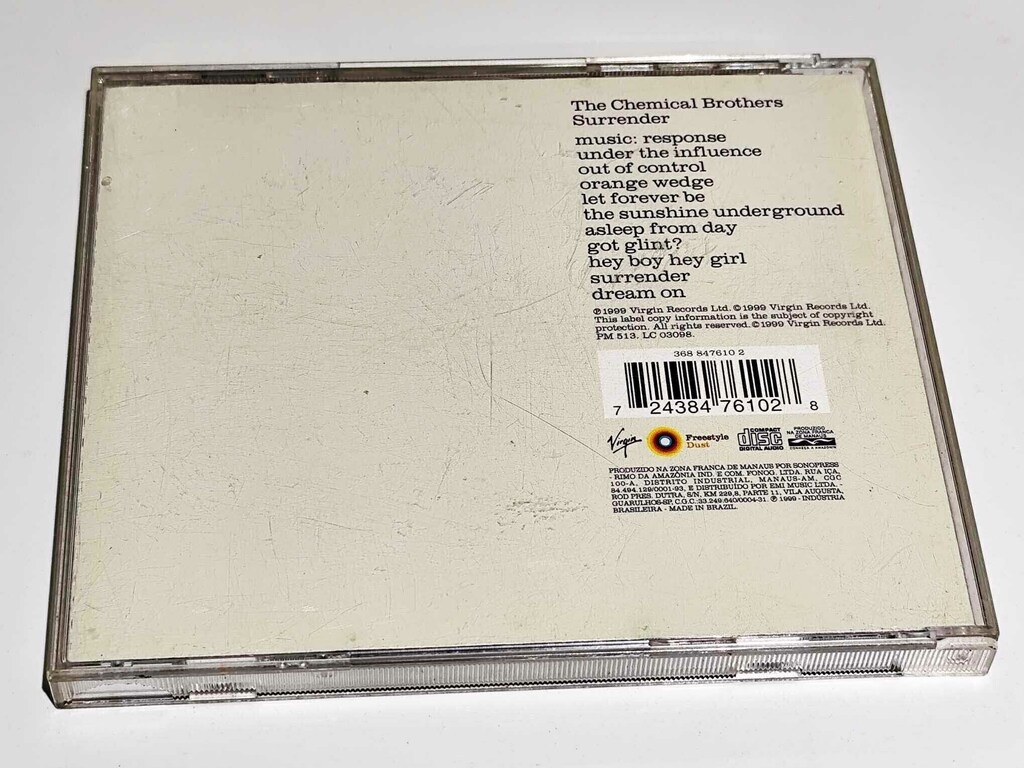 The Chemical Brothers
Surrender
music: response
under the influence
out of control
orange wedge
let forever be
the sunshine underground
asleep from day
got glint?
hey boy hey girl
surrender
dream on
℗ 1999 Virgin Records Ltd. © 1999 Virgin Records Ltd.
This label copy information is the subject of copyright
protection. All rights reserved. © 1999 Virgin Records Ltd.
PM 513. LC 03098.
368 847610 2
7 24384 76102 8
Virgin
Freestyle
Dust
COMPACT
disc
DIGITAL AUDIO
PRODUZIDO
NA ZONA FRANCA
DE MANAUS
CONHEÇA A AMAZÔNIA
PRODUZIDO NA ZONA FRANCA DE MANAUS POR SONOPRESS
- RIMO DA AMAZÔNIA IND. E COM. FONOG. LTDA. RUA IÇA,
100-A, DISTRITO INDUSTRIAL, MANAUS-AM, CGC
84.494.129/0001-93, E DISTRIBUÍDO POR EMI MUSIC LTDA. -
ROD PRES. DUTRA, S/N, KM 229,8, PARTE 11, VILA AUGUSTA,
GUARULHOS-SP, C.G.C.:33.249.640/0004-31. ℗ 1999 - INDÚSTRIA
BRASILEIRA - MADE IN BRAZIL.